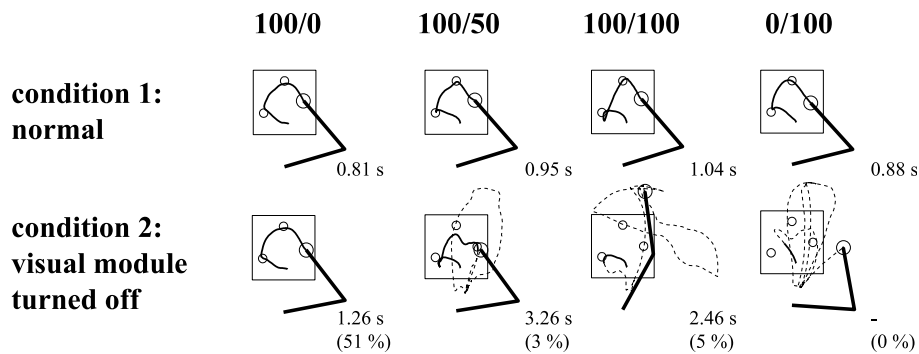 100/0 100/50 100/100 0/100
condition 1:
normal
0.81 s 0.95 s 1.04 s 0.88 s
condition 2:
visual module
turned off
1.26 s 3.26 s 2.46 s -
(51 %) (3 %) (5 %) (0 %)